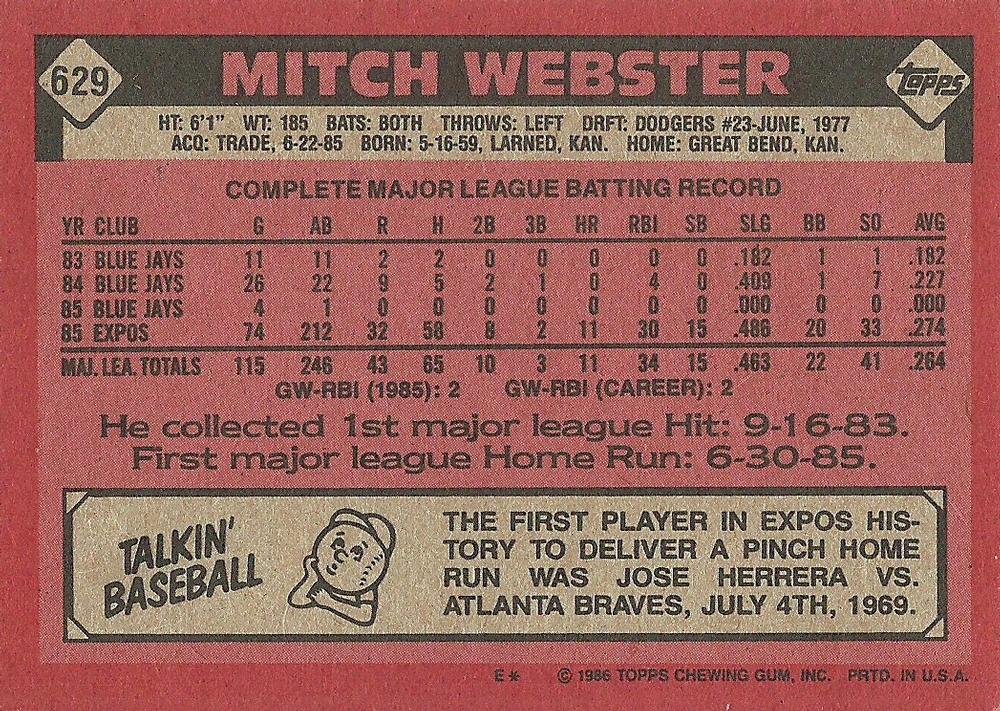 629 MITCH WEBSTER Topps
HT: 6'1" WT: 185 BATS: BOTH THROWS: LEFT DRFT: DODGERS #23-JUNE, 1977
ACQ: TRADE, 6-22-85 BORN: 5-16-59, LARNED, KAN. HOME: GREAT BEND, KAN.
COMPLETE MAJOR LEAGUE BATTING RECORD
YR CLUB G AB R H 2B 3B HR RBI SB SLG BB SO AVG
83 BLUE JAYS 11 11 2 2 0 0 0 0 0 .182 1 1 .182
84 BLUE JAYS 26 22 9 5 2 1 0 4 0 .409 1 7 .227
85 BLUE JAYS 4 1 0 0 0 0 0 0 0 .000 0 0 .000
85 EXPOS 74 212 32 58 8 2 11 30 15 .486 20 33 .274
MAJ. LEA. TOTALS 115 246 43 65 10 3 11 34 15 .463 22 41 .264
GW-RBI (1985): 2 GW-RBI (CAREER): 2
He collected 1st major league Hit: 9-16-83.
First major league Home Run: 6-30-85.
TALKIN'
BASEBALL
THE FIRST PLAYER IN EXPOS HIS-
TORY TO DELIVER A PINCH HOME
RUN WAS JOSE HERRERA VS.
ATLANTA BRAVES, JULY 4TH, 1969.
E* © 1986 TOPPS CHEWING GUM, INC. PRTD. IN U.S.A.